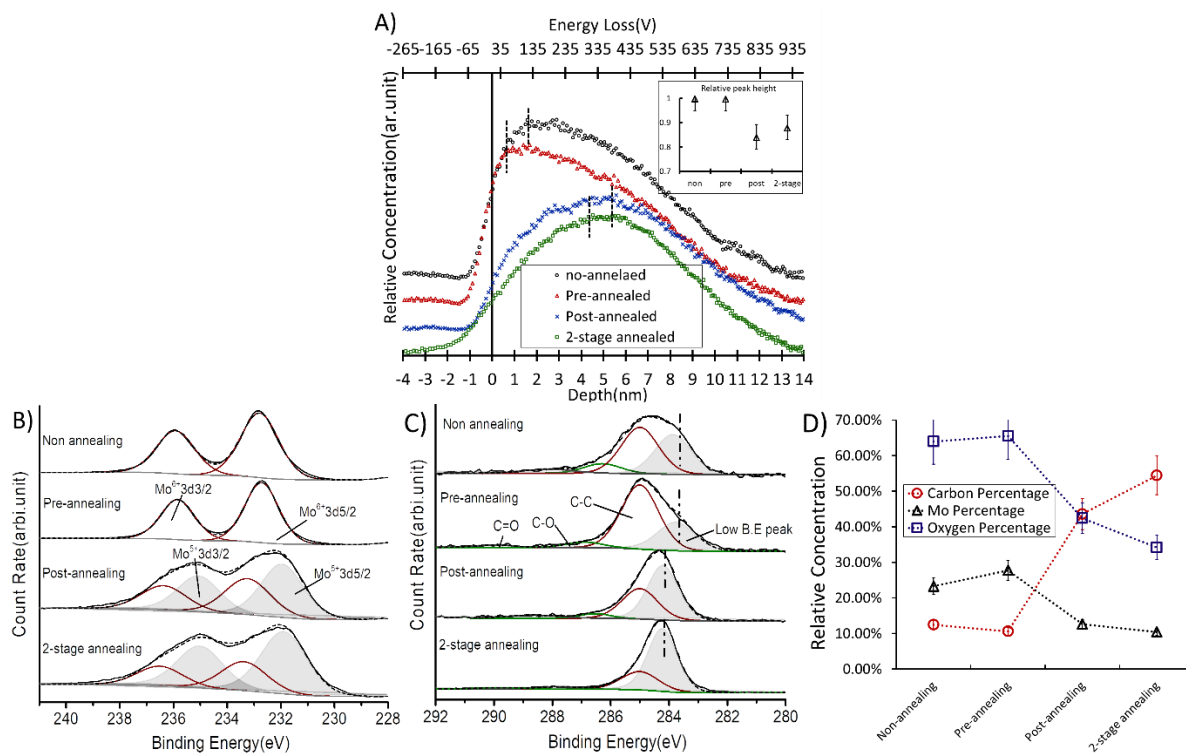 A)
Energy Loss(V)
-265 -165 -65 35 135 235 335 435 535 635 735 835 935
Relative Concentration(ar.unit)
Relative peak height
1
0.9
0.8
0.7
non pre post 2-stage
no-annelaed
Pre-annealed
Post-annealed
2-stage annealed
-4 -3 -2 -1 0 1 2 3 4 5 6 7 8 9 10 11 12 13 14
Depth(nm)
B)
Count Rate(arbi.unit)
Non annealing
Pre-annealing
Mo6+3d3/2
Mo6+3d5/2
Post-annealing
Mo5+3d3/2
Mo5+3d5/2
2-stage annealing
240 238 236 234 232 230 228
Binding Energy(eV)
C)
Count Rate(arbi.unit)
Non annealing
Pre-annealing
C=O
C-O
C-C
Low B.E peak
Post-annealing
2-stage annealing
292 290 288 286 284 282 280
Binding Energy(eV)
D)
Relative Concentration
70.00%
60.00%
50.00%
40.00%
30.00%
20.00%
10.00%
0.00%
Carbon Percentage
Mo Percentage
Oxygen Percentage
Non-annealing
Pre-annealing
Post-annealing
2-stage annealing